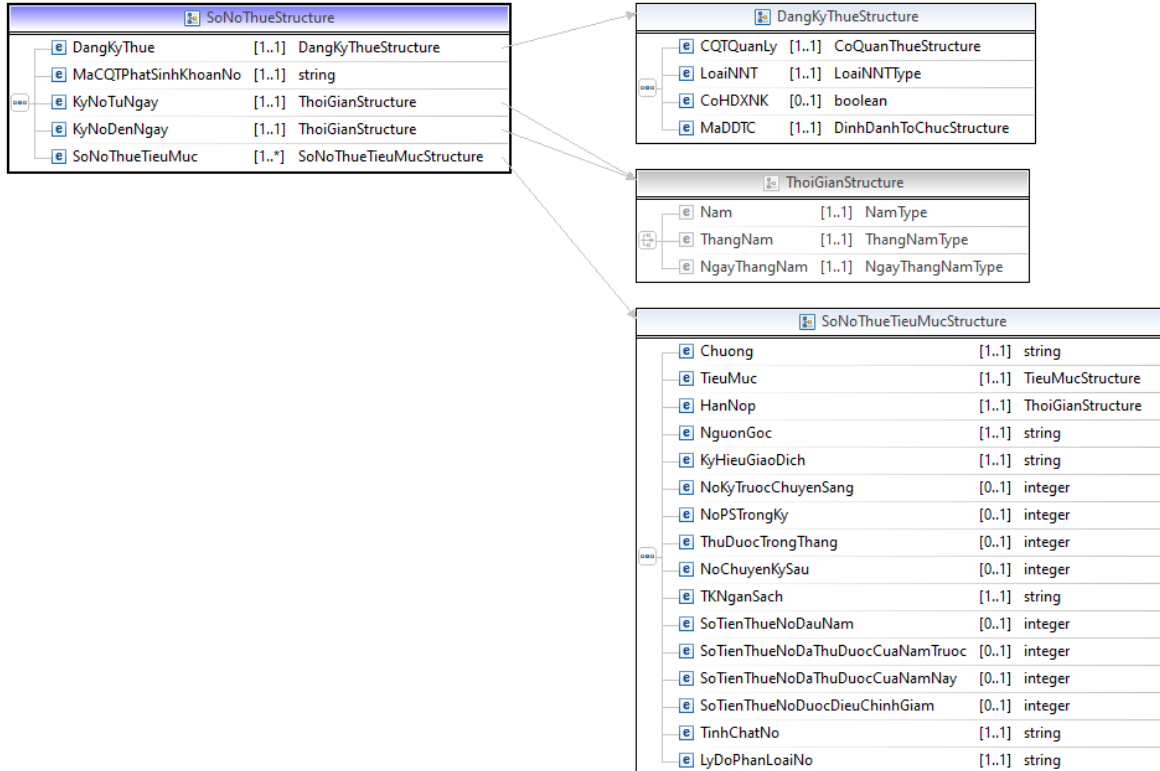 SoNoThueStructure
DangKyThue [1..1] DangKyThueStructure
MaCQTPhatSinhKhoanNo [1..1] string
KyNoTuNgay [1..1] ThoiGianStructure
KyNoDenNgay [1..1] ThoiGianStructure
SoNoThueTieuMuc [1..*] SoNoThueTieuMucStructure
DangKyThueStructure
CQTQuanLy [1..1] CoQuanThueStructure
LoaiNNT [1..1] LoaiNNTType
CoHDXNK [0..1] boolean
MaDDTC [1..1] DinhDanhToChucStructure
ThoiGianStructure
Nam [1..1] NamType
ThangNam [1..1] ThangNamType
NgayThangNam [1..1] NgayThangNamType
SoNoThueTieuMucStructure
Chuong [1..1] string
TieuMuc [1..1] TieuMucStructure
HanNop [1..1] ThoiGianStructure
NguonGoc [1..1] string
KyHieuGiaoDich [1..1] string
NoKyTruocChuyenSang [0..1] integer
NoPSTrongKy [0..1] integer
ThuDuocTrongThang [0..1] integer
NoChuyenKySau [0..1] integer
TKNganSach [1..1] string
SoTienThueNoDauNam [0..1] integer
SoTienThueNoDaThuDuocCuaNamTruoc [0..1] integer
SoTienThueNoDaThuDuocCuaNamNay [0..1] integer
SoTienThueNoDuocDieuChinhGiam [0..1] integer
TinhChatNo [1..1] string
LyDoPhanLoaiNo [1..1] string